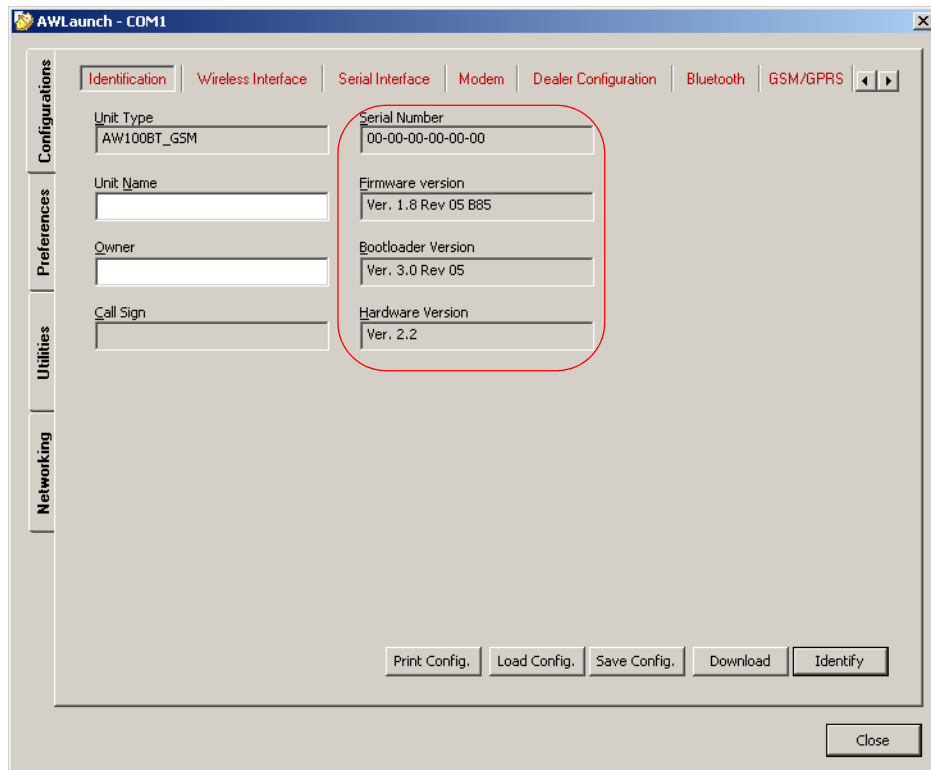 AWLaunch - COM1
Configurations
Preferences
Utilities
Networking
Identification Wireless Interface Serial Interface Modem Dealer Configuration Bluetooth GSM/GPRS
Unit Type
AW100BT_GSM
Serial Number
00-00-00-00-00-00
Unit Name
Firmware version
Ver. 1.8 Rev 05 B85
Owner
Bootloader Version
Ver. 3.0 Rev 05
Call Sign
Hardware Version
Ver. 2.2
Print Config. Load Config. Save Config. Download Identify
Close